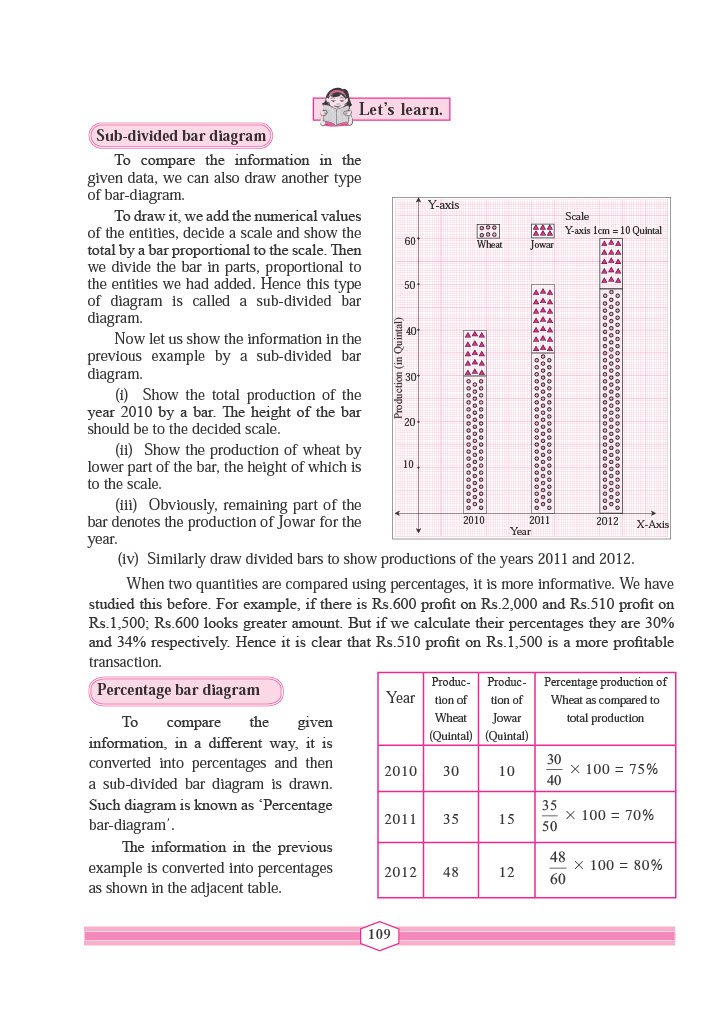 Let's learn.
Sub-divided bar diagram
To compare the information in the
given data, we can also draw another type
of bar-diagram.
To draw it, we add the numerical values
of the entities, decide a scale and show the
total by a bar proportional to the scale. Then
we divide the bar in parts, proportional to
the entities we had added. Hence this type
of diagram is called a sub-divided bar
diagram.
Now let us show the information in the
previous example by a sub-divided bar
diagram.
(i) Show the total production of the
year 2010 by a bar. The height of the bar
should be to the decided scale.
(ii) Show the production of wheat by
lower part of the bar, the height of which is
to the scale.
(iii) Obviously, remaining part of the
bar denotes the production of Jowar for the
year.
Y-axis
Scale
Y-axis 1cm = 10 Quintal
Wheat
Jowar
60
50
40
30
20
10
Production (in Quintal)
2010
2011
2012
X-Axis
Year
(iv) Similarly draw divided bars to show productions of the years 2011 and 2012.
When two quantities are compared using percentages, it is more informative. We have
studied this before. For example, if there is Rs.600 profit on Rs.2,000 and Rs.510 profit on
Rs.1,500; Rs.600 looks greater amount. But if we calculate their percentages they are 30%
and 34% respectively. Hence it is clear that Rs.510 profit on Rs.1,500 is a more profitable
transaction.
Percentage bar diagram
To compare the given
information, in a different way, it is
converted into percentages and then
a sub-divided bar diagram is drawn.
Such diagram is known as ‘Percentage
bar-diagram’.
The information in the previous
example is converted into percentages
as shown in the adjacent table.
Year
Produc-
tion of
Wheat
(Quintal)
Produc-
tion of
Jowar
(Quintal)
Percentage production of
Wheat as compared to
total production
2010 30 10 30/40 × 100 = 75%
2011 35 15 35/50 × 100 = 70%
2012 48 12 48/60 × 100 = 80%
109